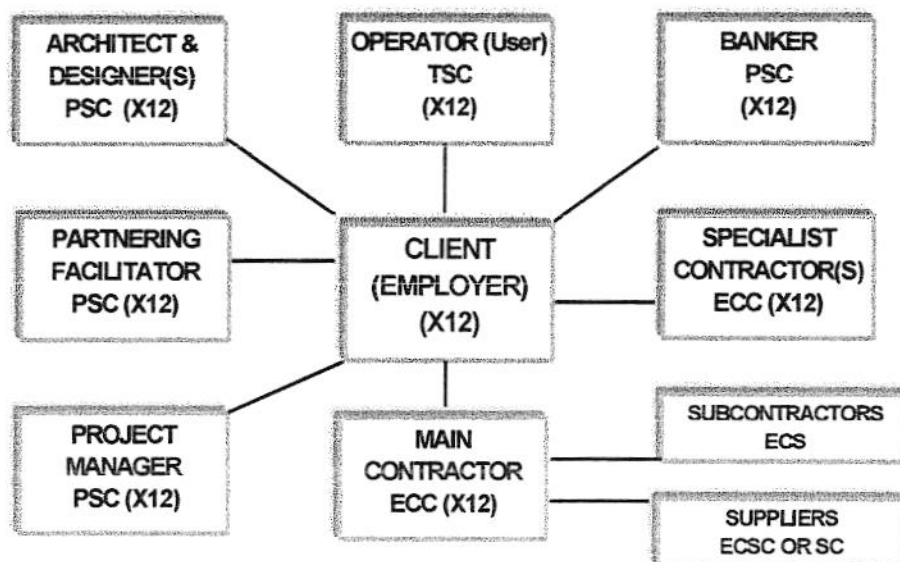 ARCHITECT &
DESIGNER(S)
PSC (X12)
OPERATOR (User)
TSC
(X12)
BANKER
PSC
(X12)
PARTNERING
FACILITATOR
PSC (X12)
CLIENT
(EMPLOYER)
(X12)
SPECIALIST
CONTRACTOR(S)
ECC (X12)
PROJECT
MANAGER
PSC (X12)
MAIN
CONTRACTOR
ECC (X12)
SUBCONTRACTORS
ECS
SUPPLIERS
ECSC OR SC